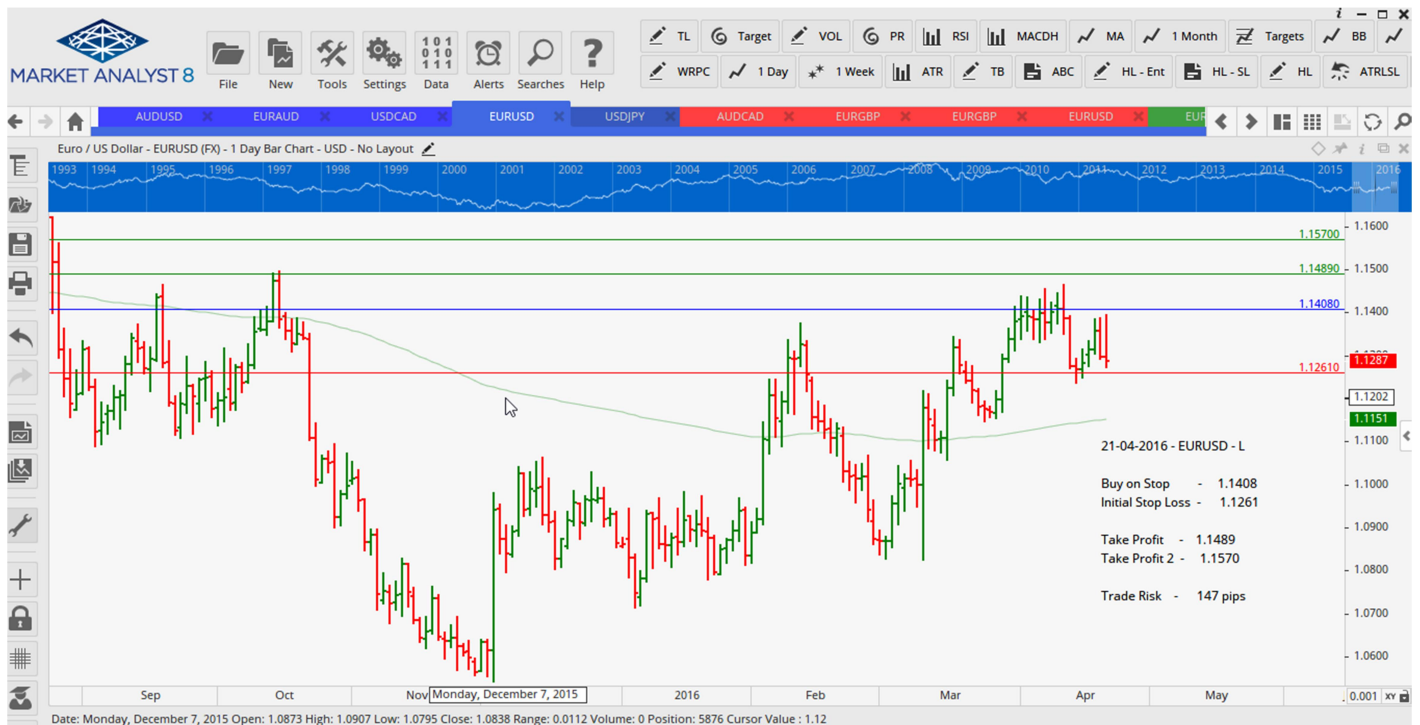 i
MARKET ANALYST 8
File New Tools Settings Data Alerts Searches Help
101
010
111
TL Target VOL PR RSI MACDH MA 1 Month Targets BB
WRPC 1 Day 1 Week ATR TB ABC HL - Ent HL - SL HL ATRLSL
AUDUSD EURAUD USDCAD EURUSD USDJPY AUDCAD EURGBP EURGBP EURUSD EUR
Euro / US Dollar - EURUSD (FX) - 1 Day Bar Chart - USD - No Layout
1993 1994 1995 1996 1997 1998 1999 2000 2001 2002 2003 2004 2005 2006 2007 2008 2009 2010 2011 2012 2013 2014 2015 2016
1.1600
1.15700
1.14890 1.1500
1.14080 1.1400
1.1287
1.12610
1.1202
1.1151
1.1100
21-04-2016 - EURUSD - L
Buy on Stop - 1.1408
1.1000
Initial Stop Loss - 1.1261
1.0900
Take Profit - 1.1489
Take Profit 2 - 1.1570
1.0800
Trade Risk - 147 pips
1.0700
1.0600
Sep Oct Nov Monday, December 7, 2015 2016 Feb Mar Apr May 0.001 XY
Date: Monday, December 7, 2015 Open: 1.0873 High: 1.0907 Low: 1.0795 Close: 1.0838 Range: 0.0112 Volume: 0 Position: 5876 Cursor Value : 1.12